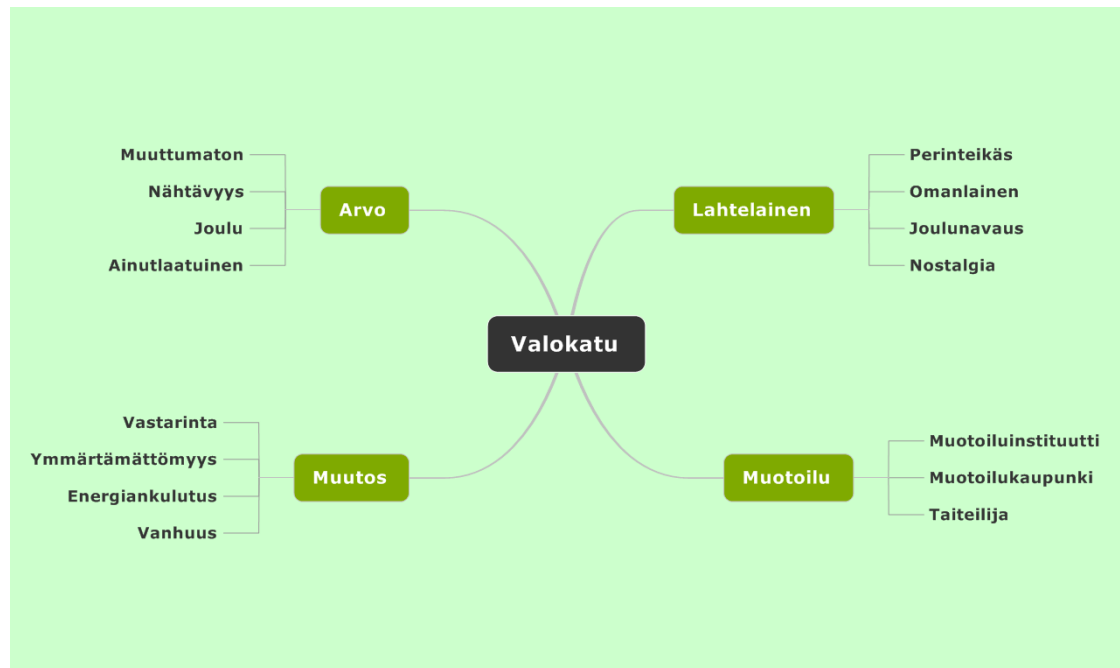 Muuttumaton
Nähtävyys
Joulu
Ainutlaatuinen
Arvo
Lahtelainen
Perinteikäs
Omanlainen
Joulunavaus
Nostalgia
Valokatu
Vastarinta
Ymmärtämättömyys
Energiankulutus
Vanhuus
Muutos
Muotoilu
Muotoiluinstituutti
Muotoilukaupunki
Taiteilija